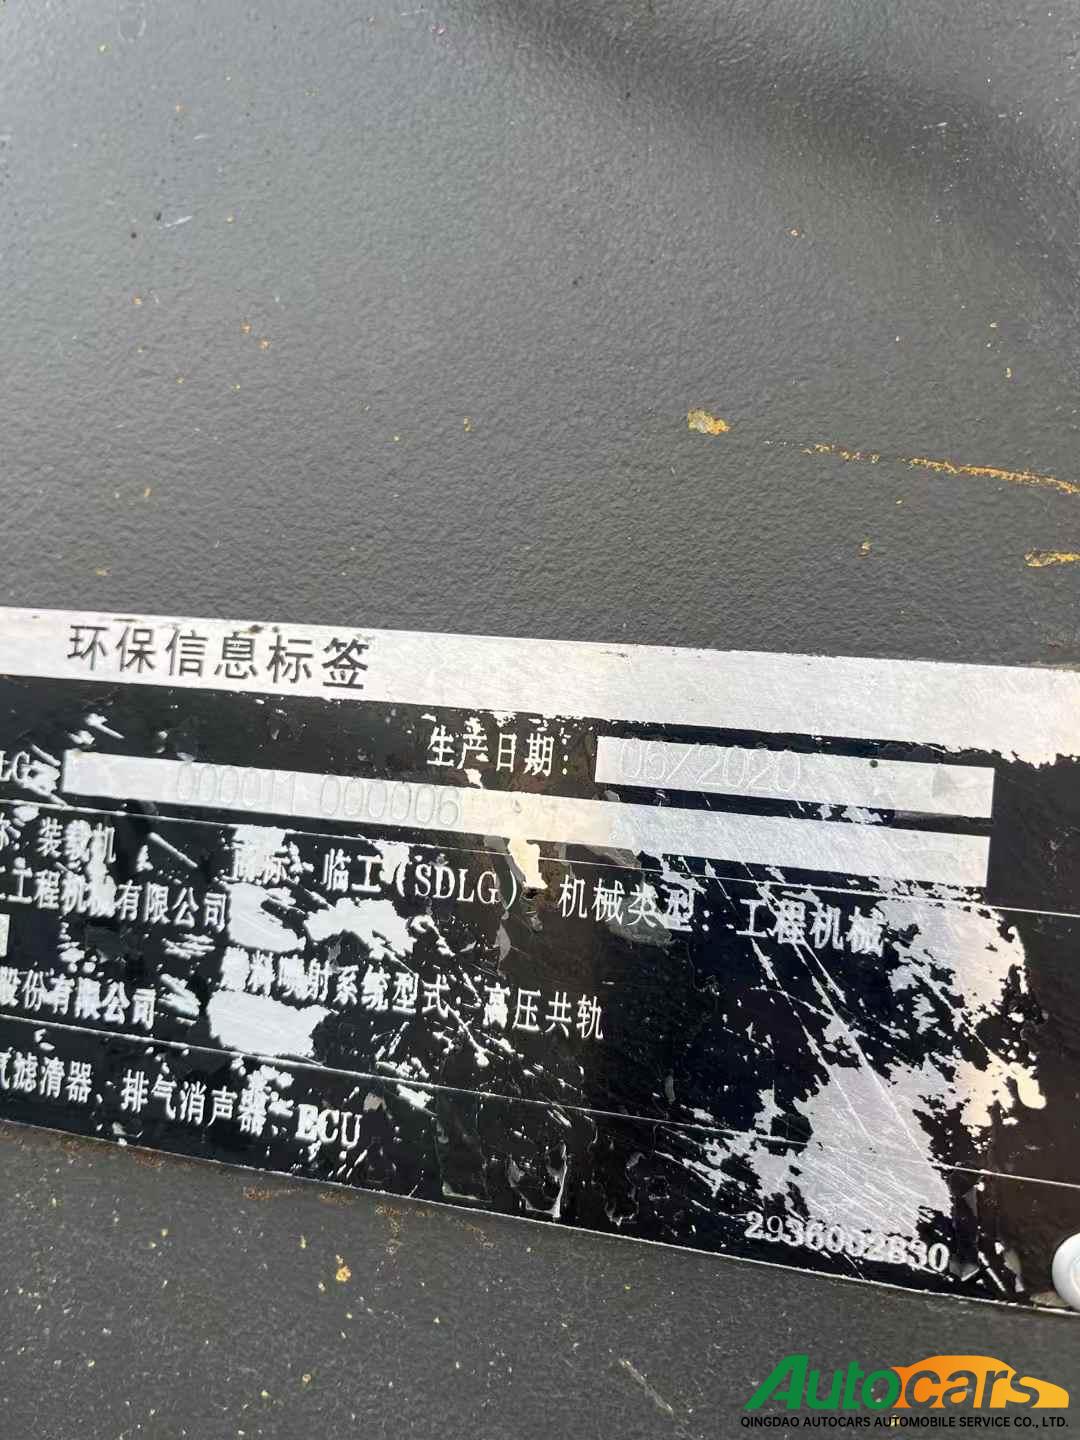 环保信息标签
生产日期: 06/2020
LG
000011 000006
称: 装载机 商标: 临工(SDLG) 机械类型: 工程机械
工程机械有限公司
燃料喷射系统型式: 高压共轨
股份有限公司
气滤清器、排气消声器、ECU
Autocars
QINGDAO AUTOCARS AUTOMOBILE SERVICE CO., LTD.